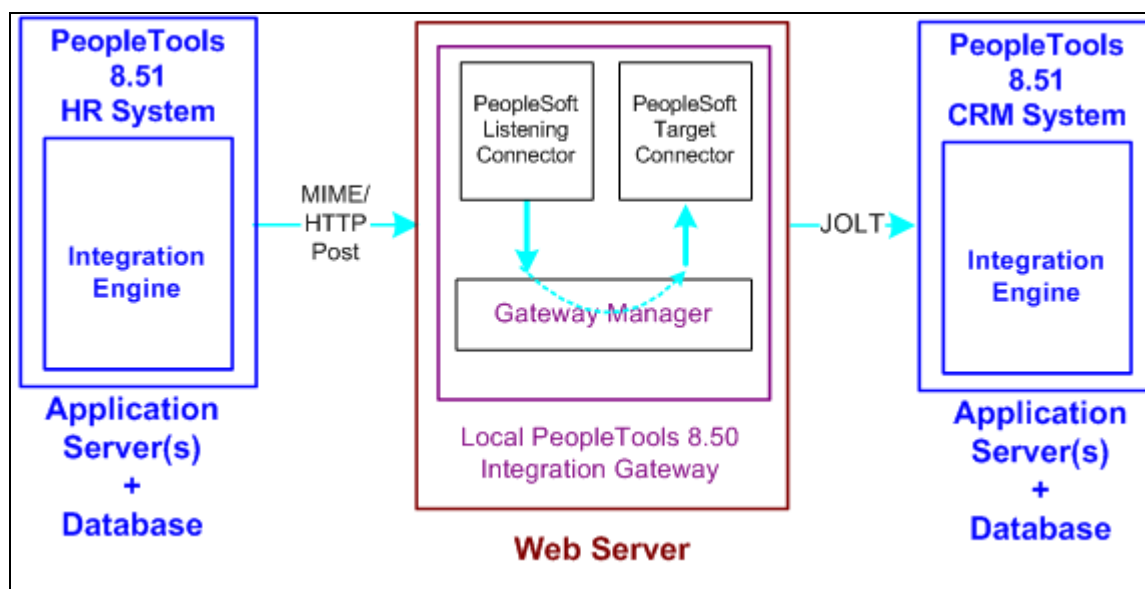 PeopleTools
8.51
HR System
Integration
Engine
Application
Server(s)
+
Database
MIME/
HTTP
Post
PeopleSoft
Listening
Connector
PeopleSoft
Target
Connector
Gateway Manager
Local PeopleTools 8.50
Integration Gateway
Web Server
JOLT
PeopleTools
8.51
CRM System
Integration
Engine
Application
Server(s)
+
Database